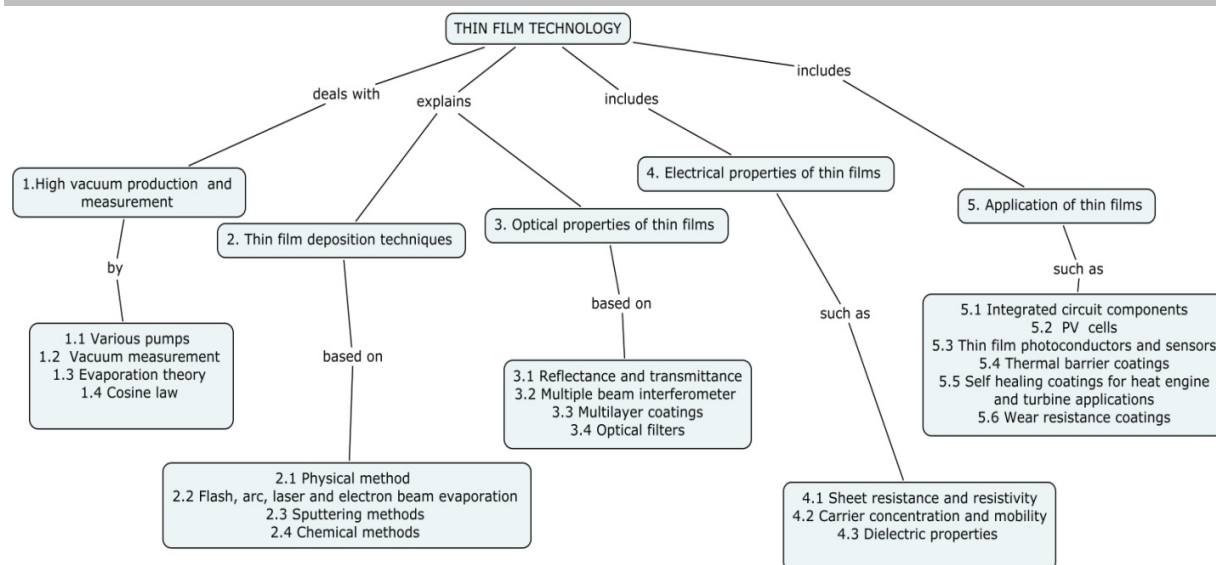 THIN FILM TECHNOLOGY
deals with
explains
includes
includes
1.High vacuum production and
measurement
2. Thin film deposition techniques
3. Optical properties of thin films
4. Electrical properties of thin films
5. Application of thin films
by
based on
based on
such as
such as
1.1 Various pumps
1.2 Vacuum measurement
1.3 Evaporation theory
1.4 Cosine law
2.1 Physical method
2.2 Flash, arc, laser and electron beam evaporation
2.3 Sputtering methods
2.4 Chemical methods
3.1 Reflectance and transmittance
3.2 Multiple beam interferometer
3.3 Multilayer coatings
3.4 Optical filters
4.1 Sheet resistance and resistivity
4.2 Carrier concentration and mobility
4.3 Dielectric properties
5.1 Integrated circuit components
5.2 PV cells
5.3 Thin film photoconductors and sensors
5.4 Thermal barrier coatings
5.5 Self healing coatings for heat engine
and turbine applications
5.6 Wear resistance coatings